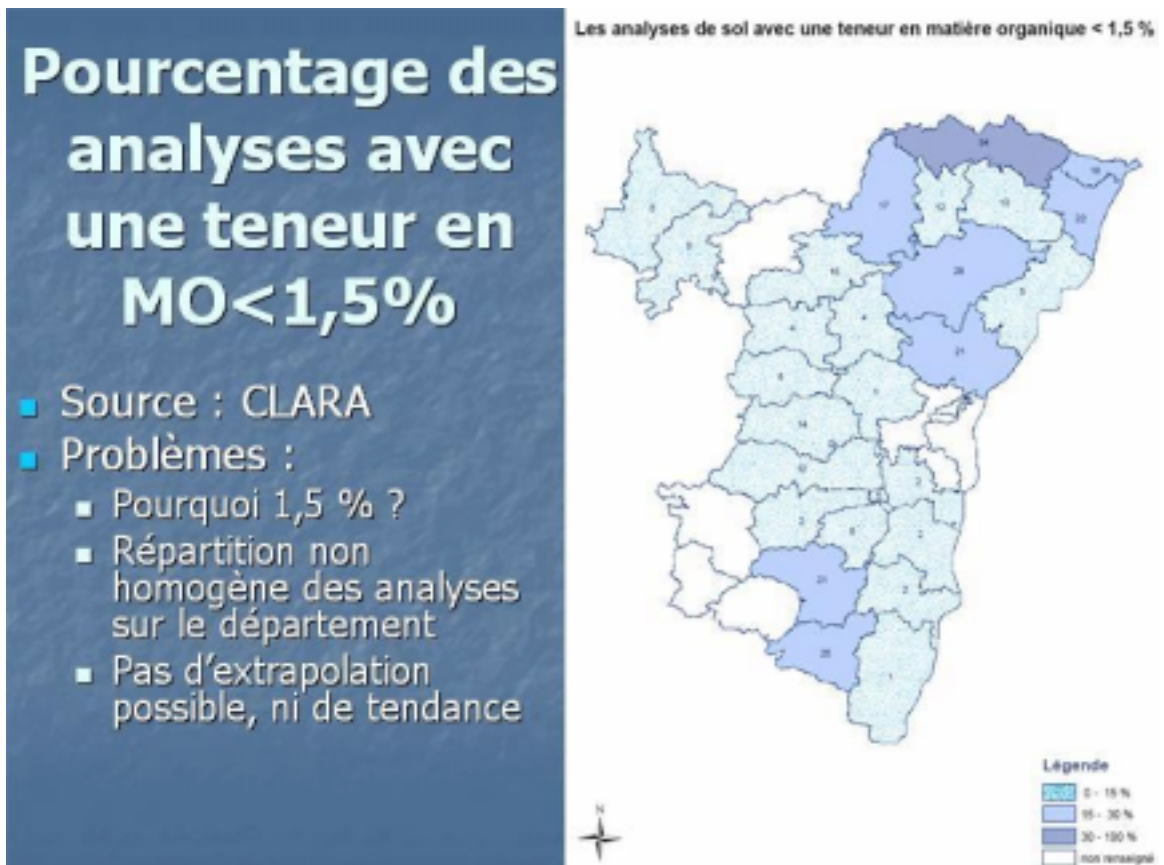 Pourcentage des
analyses avec
une teneur en
MO<1,5%
Source : CLARA
Problèmes :
Pourquoi 1,5 % ?
Répartition non
homogène des analyses
sur le département
Pas d'extrapolation
possible, ni de tendance
Les analyses de sol avec une teneur en matière organique < 1,5 %
21
N
Légende
0 - 15 %
15 - 30 %
30 - 100 %
non renseigné